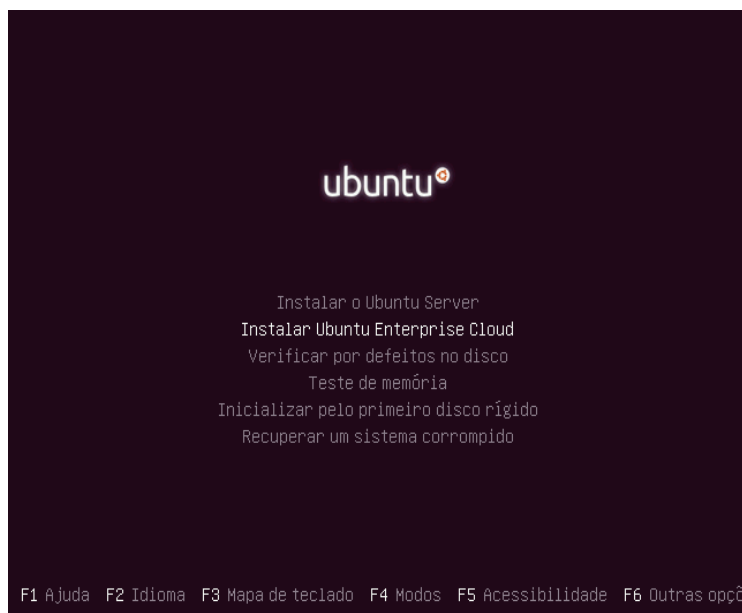 ubuntu
Instalar o Ubuntu Server
Instalar Ubuntu Enterprise Cloud
Verificar por defeitos no disco
Teste de memória
Inicializar pelo primeiro disco rígido
Recuperar um sistema corrompido
F1 Ajuda F2 Idioma F3 Mapa de teclado F4 Modos F5 Acessibilidade F6 Outras opçõ